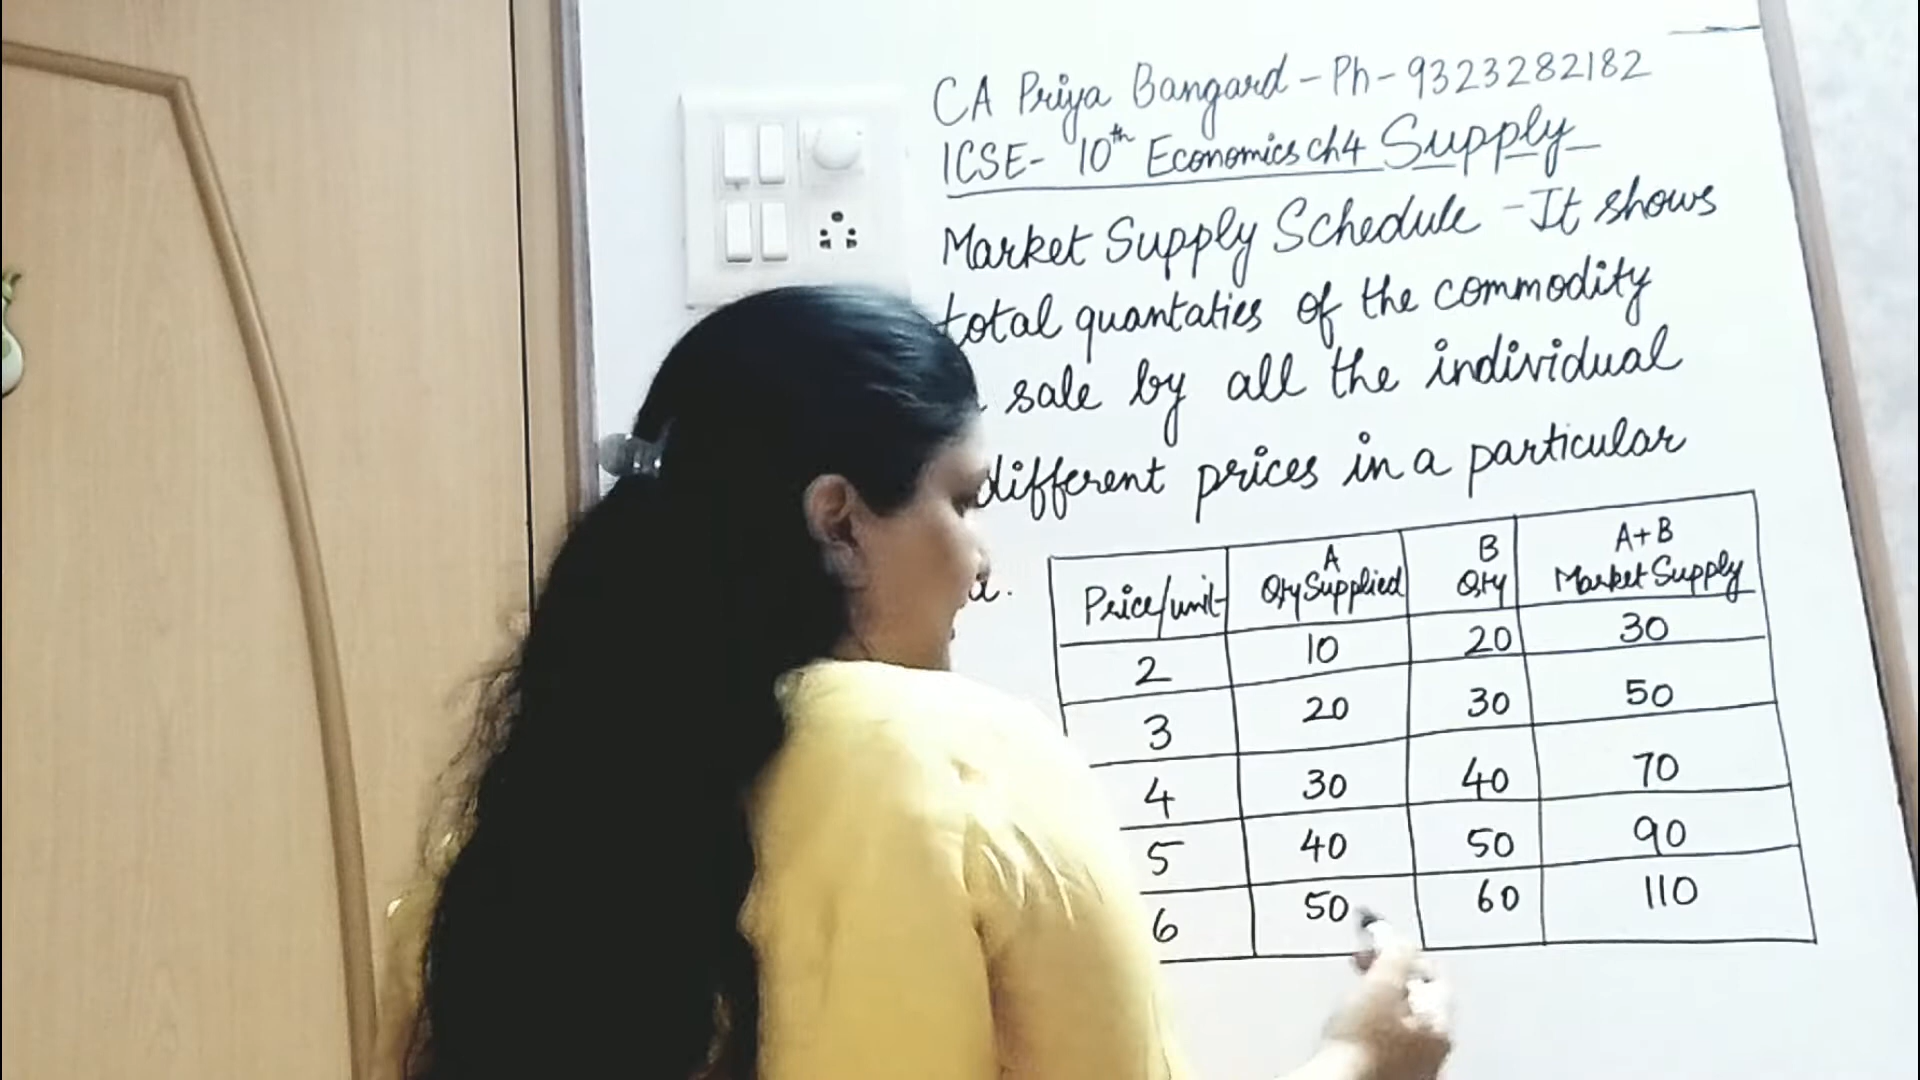 CA Priya Bangard - Ph - 9323282182
ICSE- 10th Economics ch4 Supply
Market Supply Schedule - It shows
total quantaties of the commodity
sale by all the individual
different prices in a particular
Price/unit A Qty Supplied B Qty A+B Market Supply
2 10 20 30
3 20 30 50
4 30 40 70
5 40 50 90
6 50 60 110